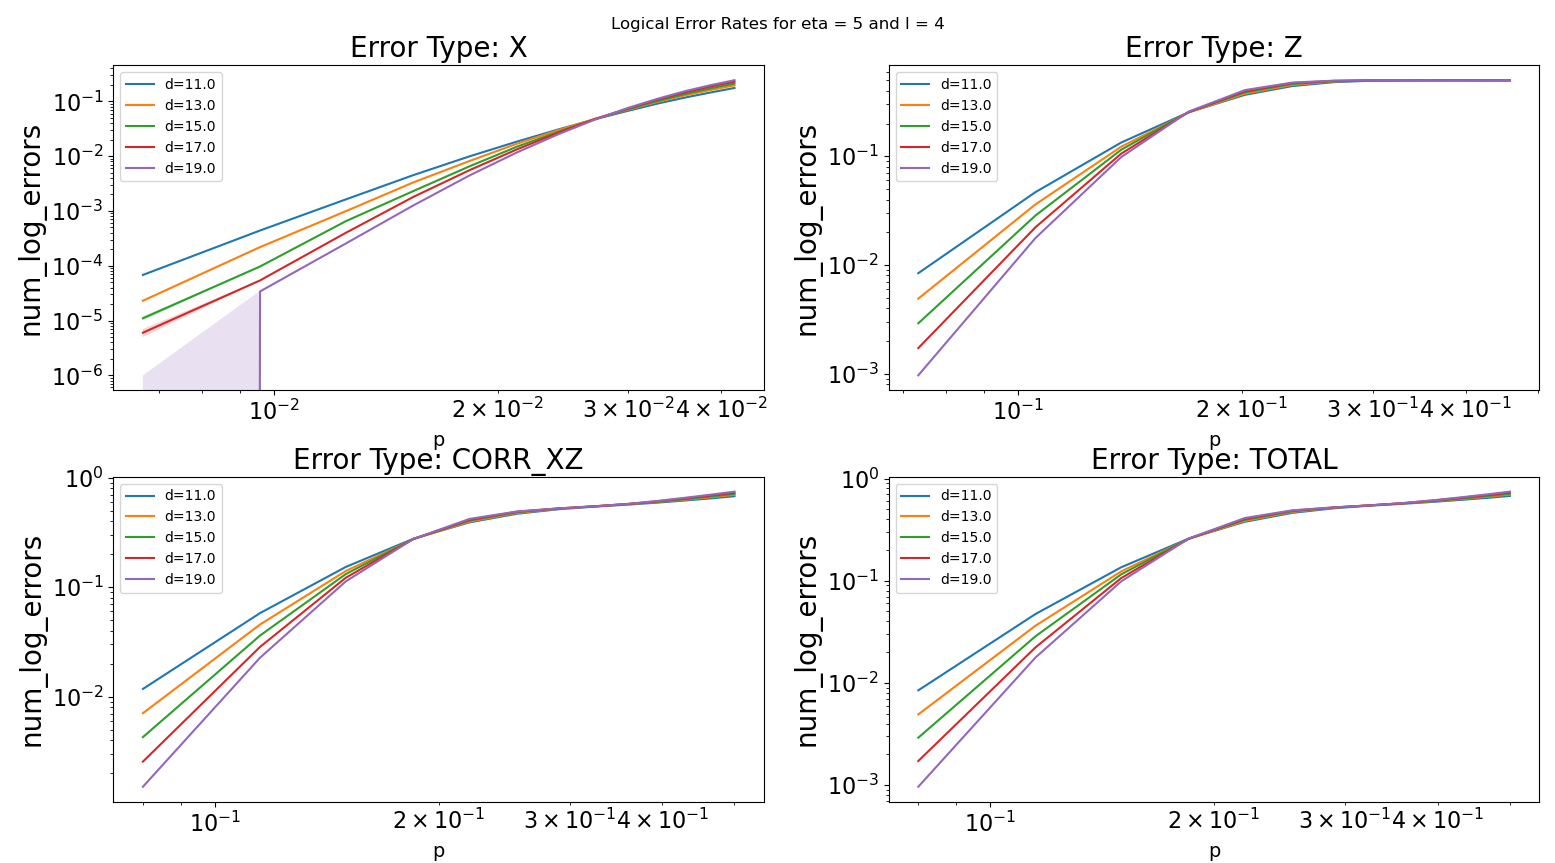 Logical Error Rates for eta = 5 and l = 4
Error Type: X
num_log_errors
10⁻¹
10⁻²
10⁻³
10⁻⁴
10⁻⁵
10⁻⁶
d=11.0
d=13.0
d=15.0
d=17.0
d=19.0
10⁻² 2 × 10⁻² 3 × 10⁻² 4 × 10⁻²
p
Error Type: Z
num_log_errors
10⁻¹
10⁻²
10⁻³
d=11.0
d=13.0
d=15.0
d=17.0
d=19.0
10⁻¹ 2 × 10⁻¹ 3 × 10⁻¹ 4 × 10⁻¹
p
Error Type: CORR_XZ
num_log_errors
10⁰
10⁻¹
10⁻²
d=11.0
d=13.0
d=15.0
d=17.0
d=19.0
10⁻¹ 2 × 10⁻¹ 3 × 10⁻¹ 4 × 10⁻¹
p
Error Type: TOTAL
num_log_errors
10⁰
10⁻¹
10⁻²
10⁻³
d=11.0
d=13.0
d=15.0
d=17.0
d=19.0
10⁻¹ 2 × 10⁻¹ 3 × 10⁻¹ 4 × 10⁻¹
p